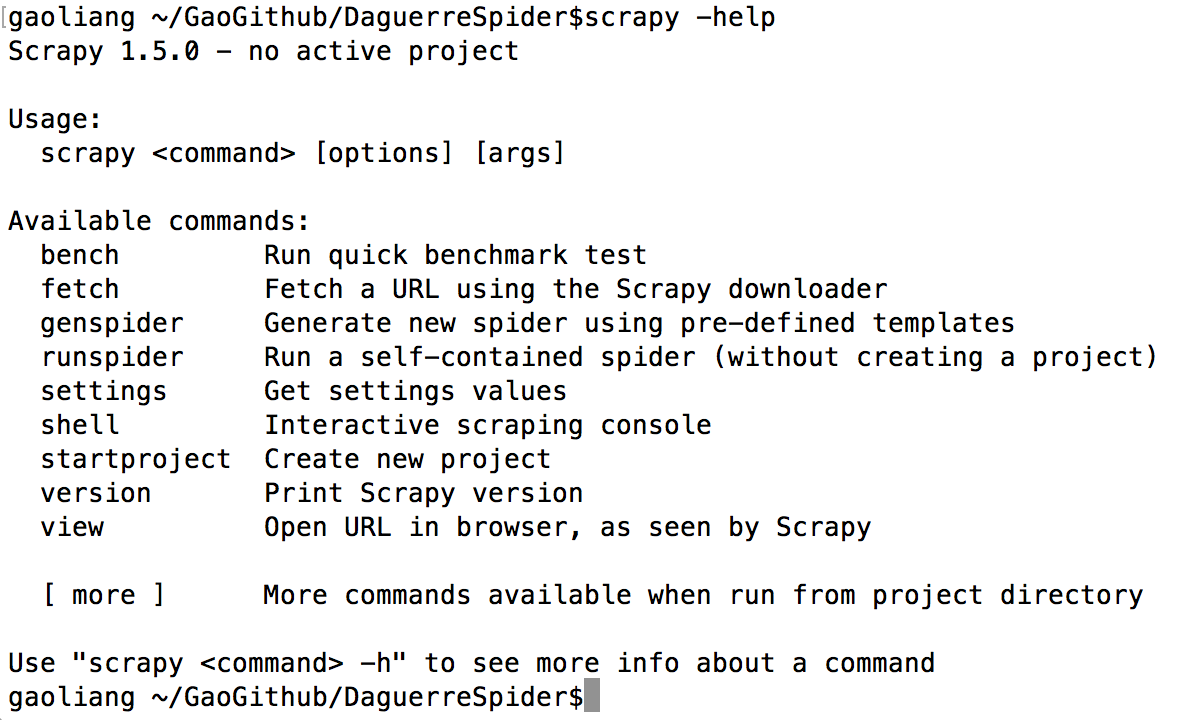 [gaoliang ~/GaoGithub/DaguerreSpider$scrapy -help
Scrapy 1.5.0 - no active project
Usage:
scrapy <command> [options] [args]
Available commands:
bench Run quick benchmark test
fetch Fetch a URL using the Scrapy downloader
genspider Generate new spider using pre-defined templates
runspider Run a self-contained spider (without creating a project)
settings Get settings values
shell Interactive scraping console
startproject Create new project
version Print Scrapy version
view Open URL in browser, as seen by Scrapy
[ more ] More commands available when run from project directory
Use "scrapy <command> -h" to see more info about a command
gaoliang ~/GaoGithub/DaguerreSpider$